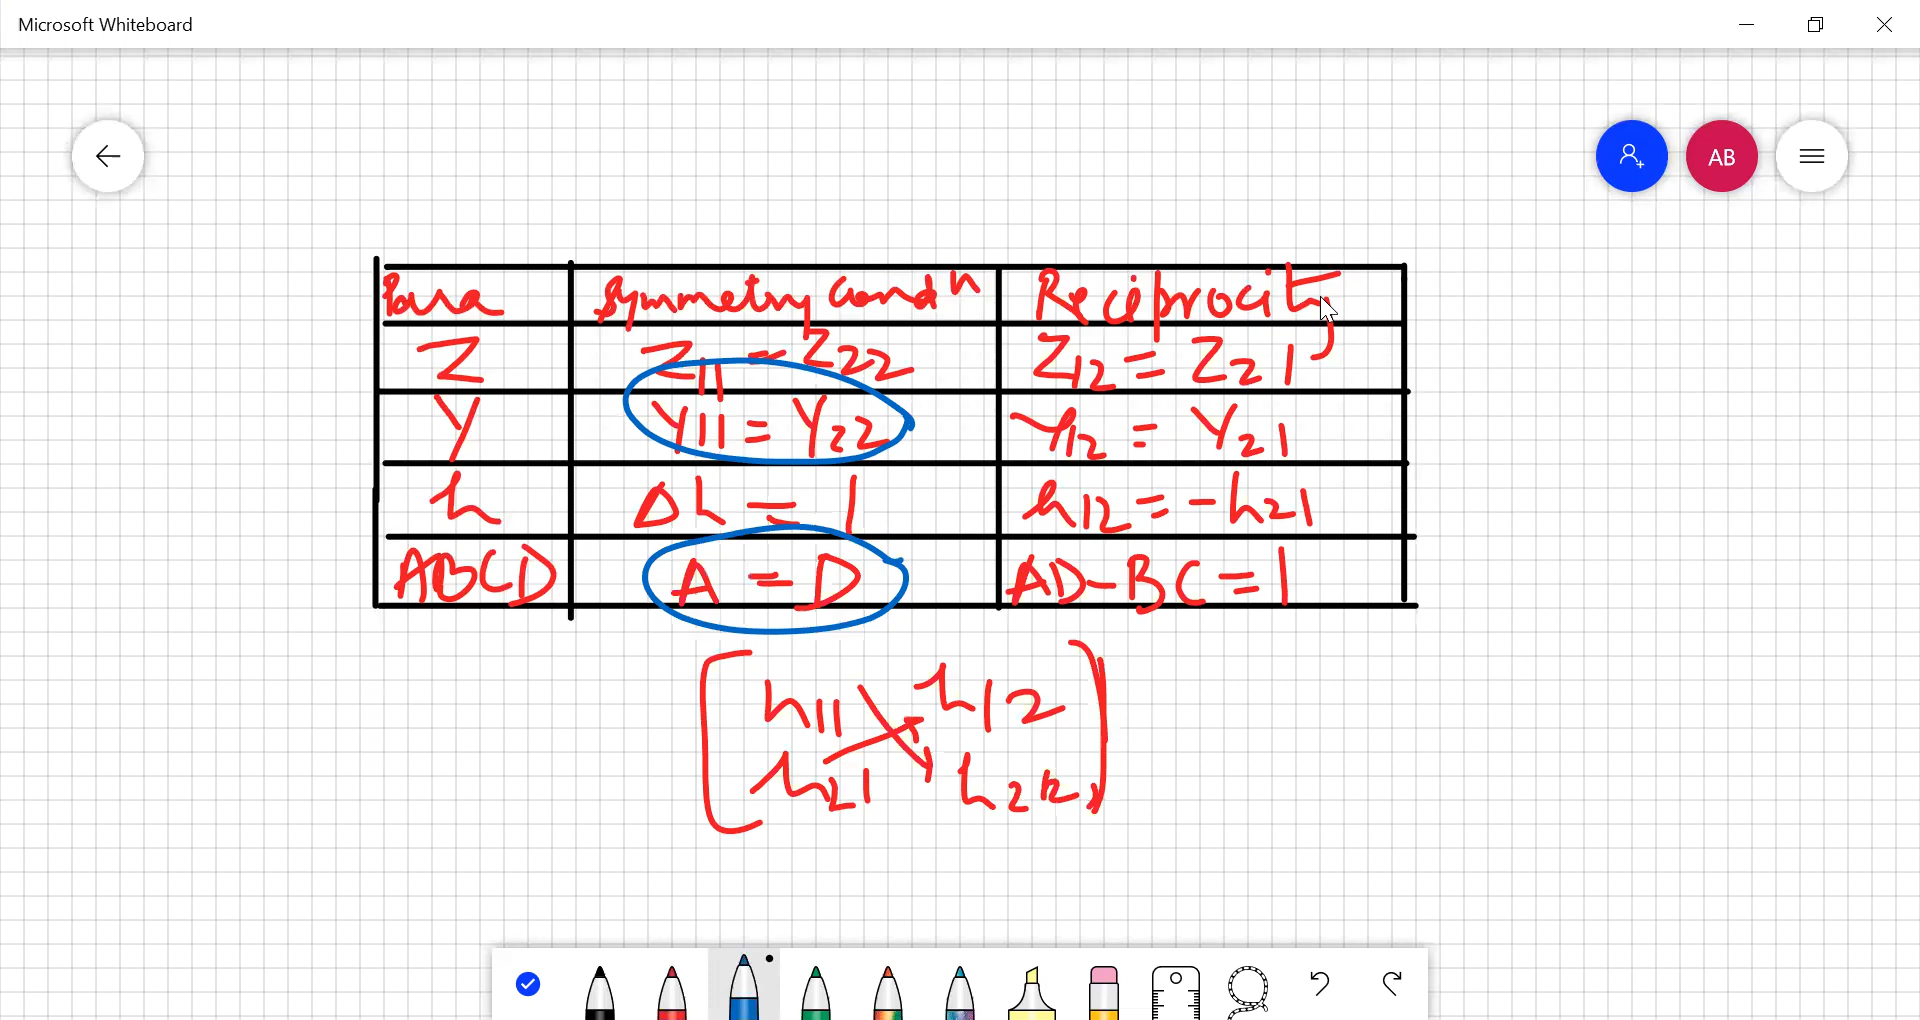 Microsoft Whiteboard
AB
Para Symmetry condn Reciprocity
Z Z11 = Z22 Z12 = Z21
Y Y11 = Y22 Y12 = Y21
h Δh = 1 h12 = -h21
ABCD A = D AD-BC=1
h11 h12
h21 h22